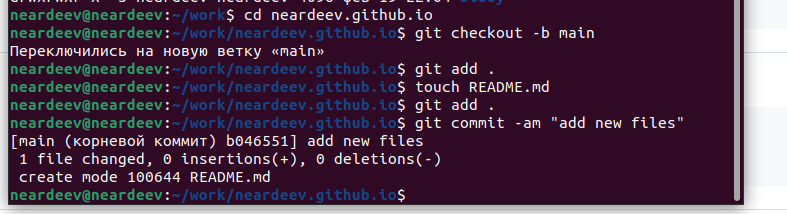 neardeev@neardeev:~/work$ cd neardeev.github.io
neardeev@neardeev:~/work/neardeev.github.io$ git checkout -b main
Переключились на новую ветку «main»
neardeev@neardeev:~/work/neardeev.github.io$ git add .
neardeev@neardeev:~/work/neardeev.github.io$ touch README.md
neardeev@neardeev:~/work/neardeev.github.io$ git add .
neardeev@neardeev:~/work/neardeev.github.io$ git commit -am "add new files"
[main (корневой коммит) b046551] add new files
 1 file changed, 0 insertions(+), 0 deletions(-)
 create mode 100644 README.md
neardeev@neardeev:~/work/neardeev.github.io$